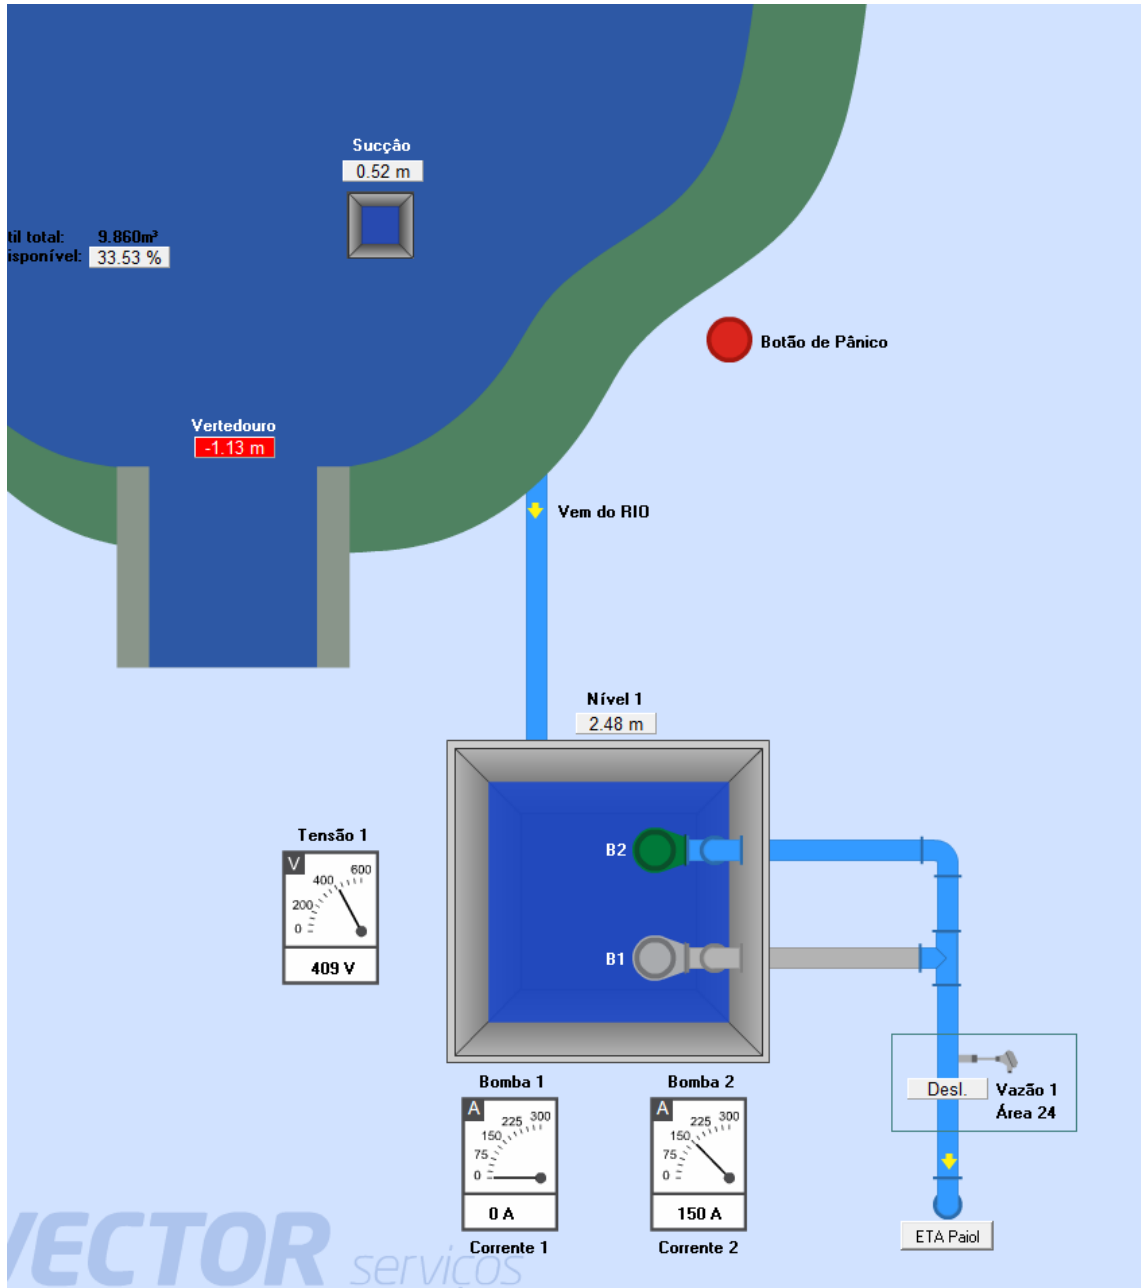 Sucção
0.52 m
til total: 9.860m³
isponível: 33.53 %
Botão de Pânico
Vertedouro
-1.13 m
Vem do RIO
Nível 1
2.48 m
Tensão 1
V
600
400
200
0
409 V
B2
B1
Bomba 1
A
300
225
150
75
0
0 A
Corrente 1
Bomba 2
A
300
225
150
75
0
150 A
Corrente 2
Desl.
Vazão 1
Área 24
ETA Paiol
VECTOR serviços